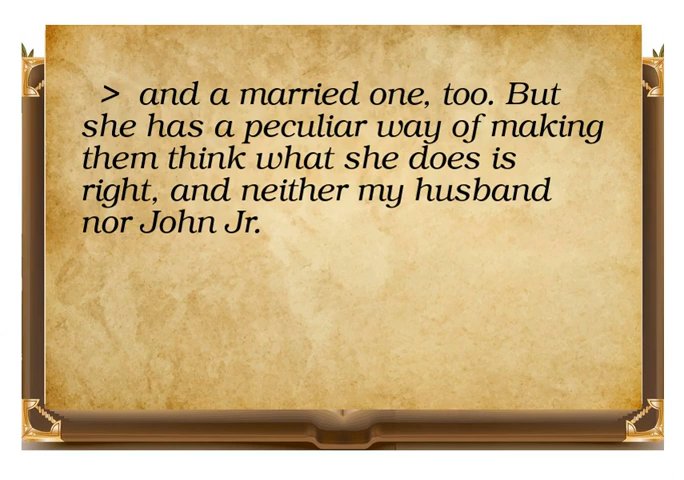 > and a married one, too. But
she has a peculiar way of making
them think what she does is
right, and neither my husband
nor John Jr.